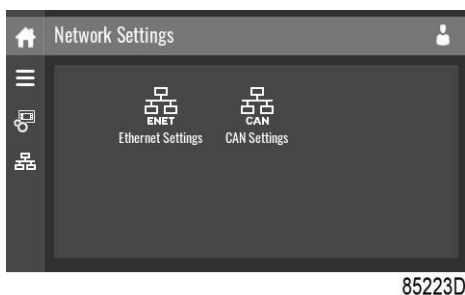 Network Settings
ENET
Ethernet Settings
CAN
CAN Settings
85223D